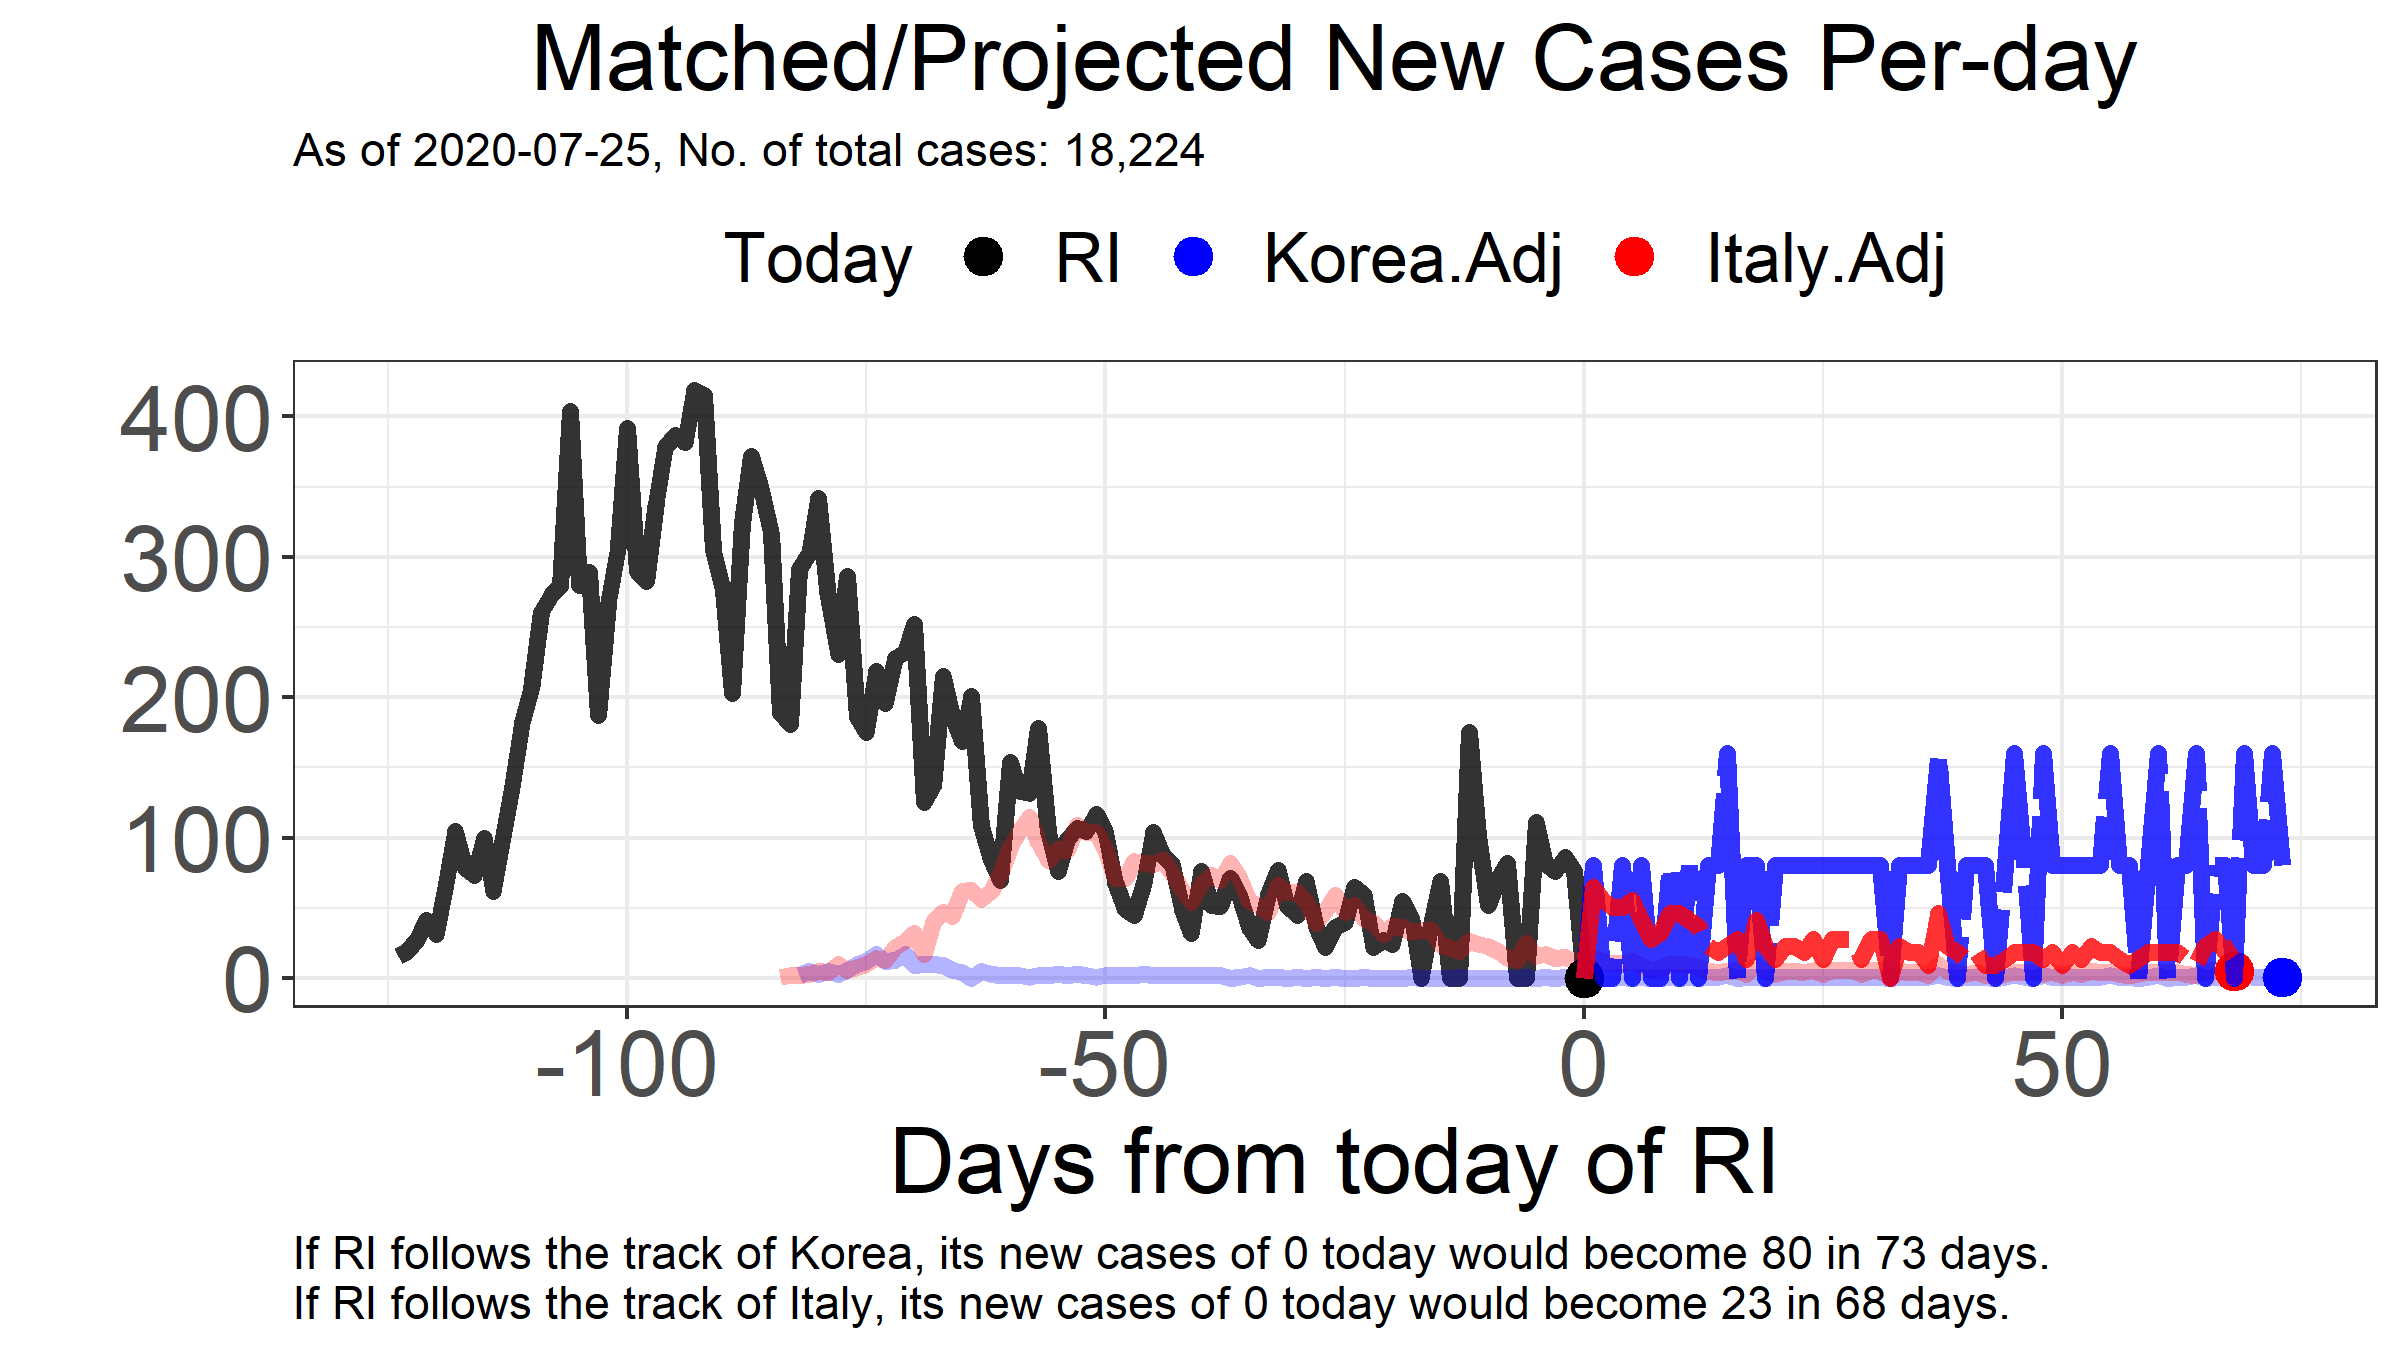 Matched/Projected New Cases Per-day
As of 2020-07-25, No. of total cases: 18,224
Today RI Korea.Adj Italy.Adj
400
300
200
100
0
-100 -50 0 50
Days from today of RI
If RI follows the track of Korea, its new cases of 0 today would become 80 in 73 days.
If RI follows the track of Italy, its new cases of 0 today would become 23 in 68 days.